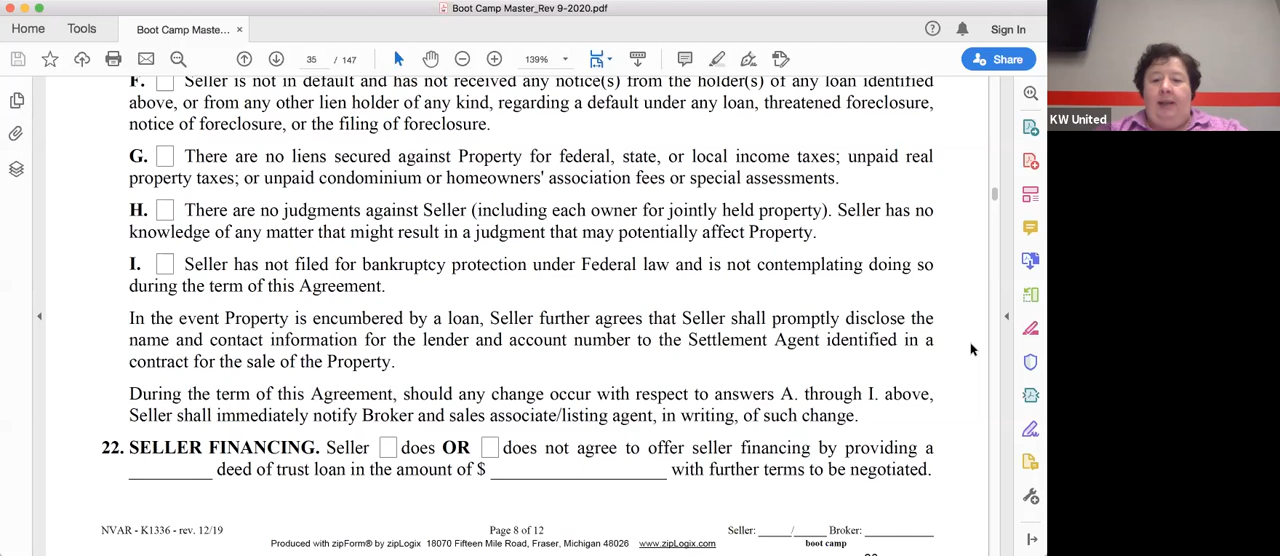 Boot Camp Master_Rev 9-2020.pdf
Home Tools Boot Camp Maste... × Sign In
35 / 147 139% Share
F. Seller is not in default and has not received any notice(s) from the holder(s) of any loan identified
above, or from any other lien holder of any kind, regarding a default under any loan, threatened foreclosure,
notice of foreclosure, or the filing of foreclosure.
KW United
G. There are no liens secured against Property for federal, state, or local income taxes; unpaid real
property taxes; or unpaid condominium or homeowners' association fees or special assessments.
H. There are no judgments against Seller (including each owner for jointly held property). Seller has no
knowledge of any matter that might result in a judgment that may potentially affect Property.
I. Seller has not filed for bankruptcy protection under Federal law and is not contemplating doing so
during the term of this Agreement.
In the event Property is encumbered by a loan, Seller further agrees that Seller shall promptly disclose the
name and contact information for the lender and account number to the Settlement Agent identified in a
contract for the sale of the Property.
During the term of this Agreement, should any change occur with respect to answers A. through I. above,
Seller shall immediately notify Broker and sales associate/listing agent, in writing, of such change.
22. SELLER FINANCING. Seller does OR does not agree to offer seller financing by providing a
_________ deed of trust loan in the amount of $ ___________________ with further terms to be negotiated.
NVAR - K1336 - rev. 12/19 Page 8 of 12 Seller: _____/_____ Broker: __________
Produced with zipForm® by zipLogix 18070 Fifteen Mile Road, Fraser, Michigan 48026 www.zipLogix.com boot camp